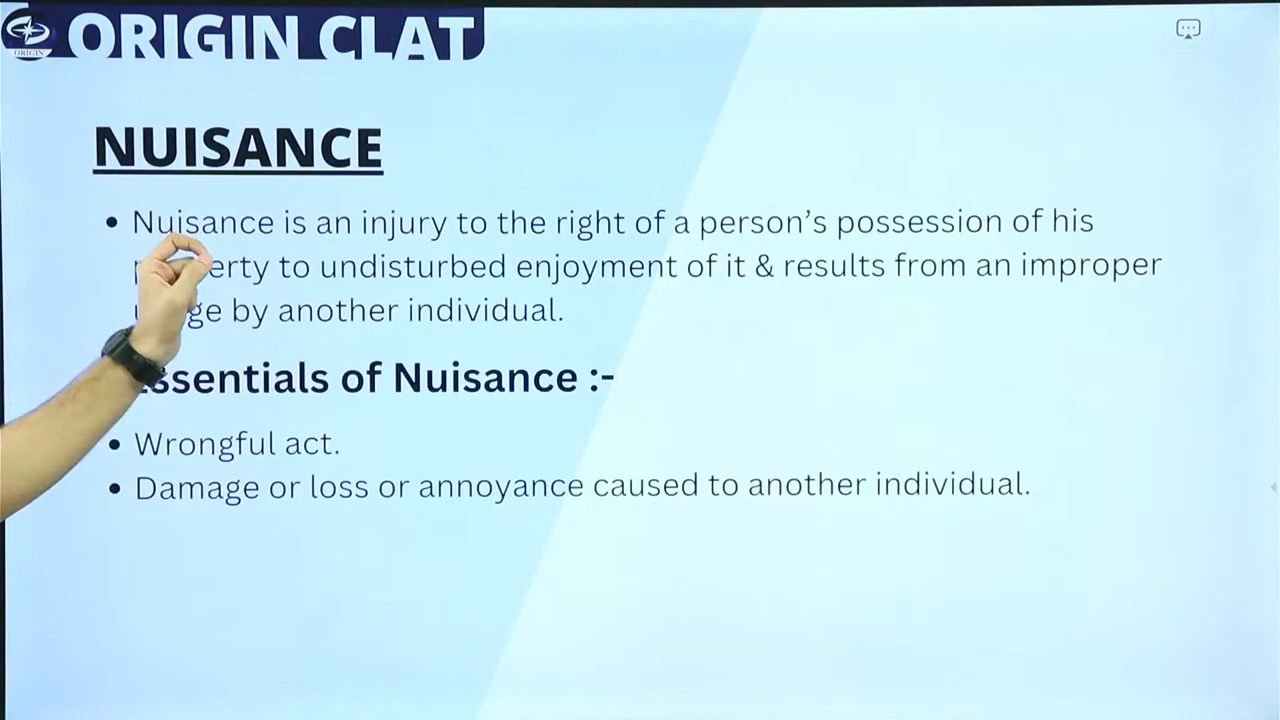 ORIGIN CLAT
ORIGIN
NUISANCE
• Nuisance is an injury to the right of a person's possession of his
to undisturbed enjoyment of it & results from an improper
by another individual.
Essentials of Nuisance :-
• Wrongful act.
• Damage or loss or annoyance caused to another individual.